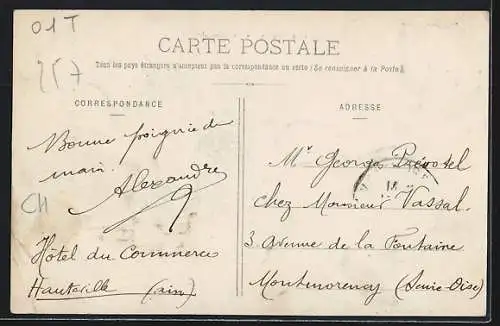 01T
257
CARTE POSTALE
Tous les pays étrangers n'acceptent pas la correspondance au recto (Se renseigner à la Poste).
CORRESPONDANCE
ADRESSE
Bonne poignée de
main.
Alexandre
CH
Hôtel du Commerce
Hauteville (ain)
Mr Georges Prévotel
chez Monsieur Vassal.
3 Avenue de la Fontaine
Montmorency (Seine-Oise)